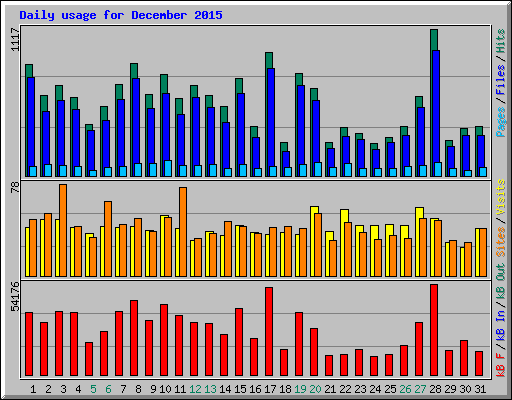 Daily usage for December 2015
1117
78
54176
Pages / Files / Hits
Sites / Visits
kB F / kB In / kB Out
1 2 3 4 5 6 7 8 9 10 11 12 13 14 15 16 17 18 19 20 21 22 23 24 25 26 27 28 29 30 31